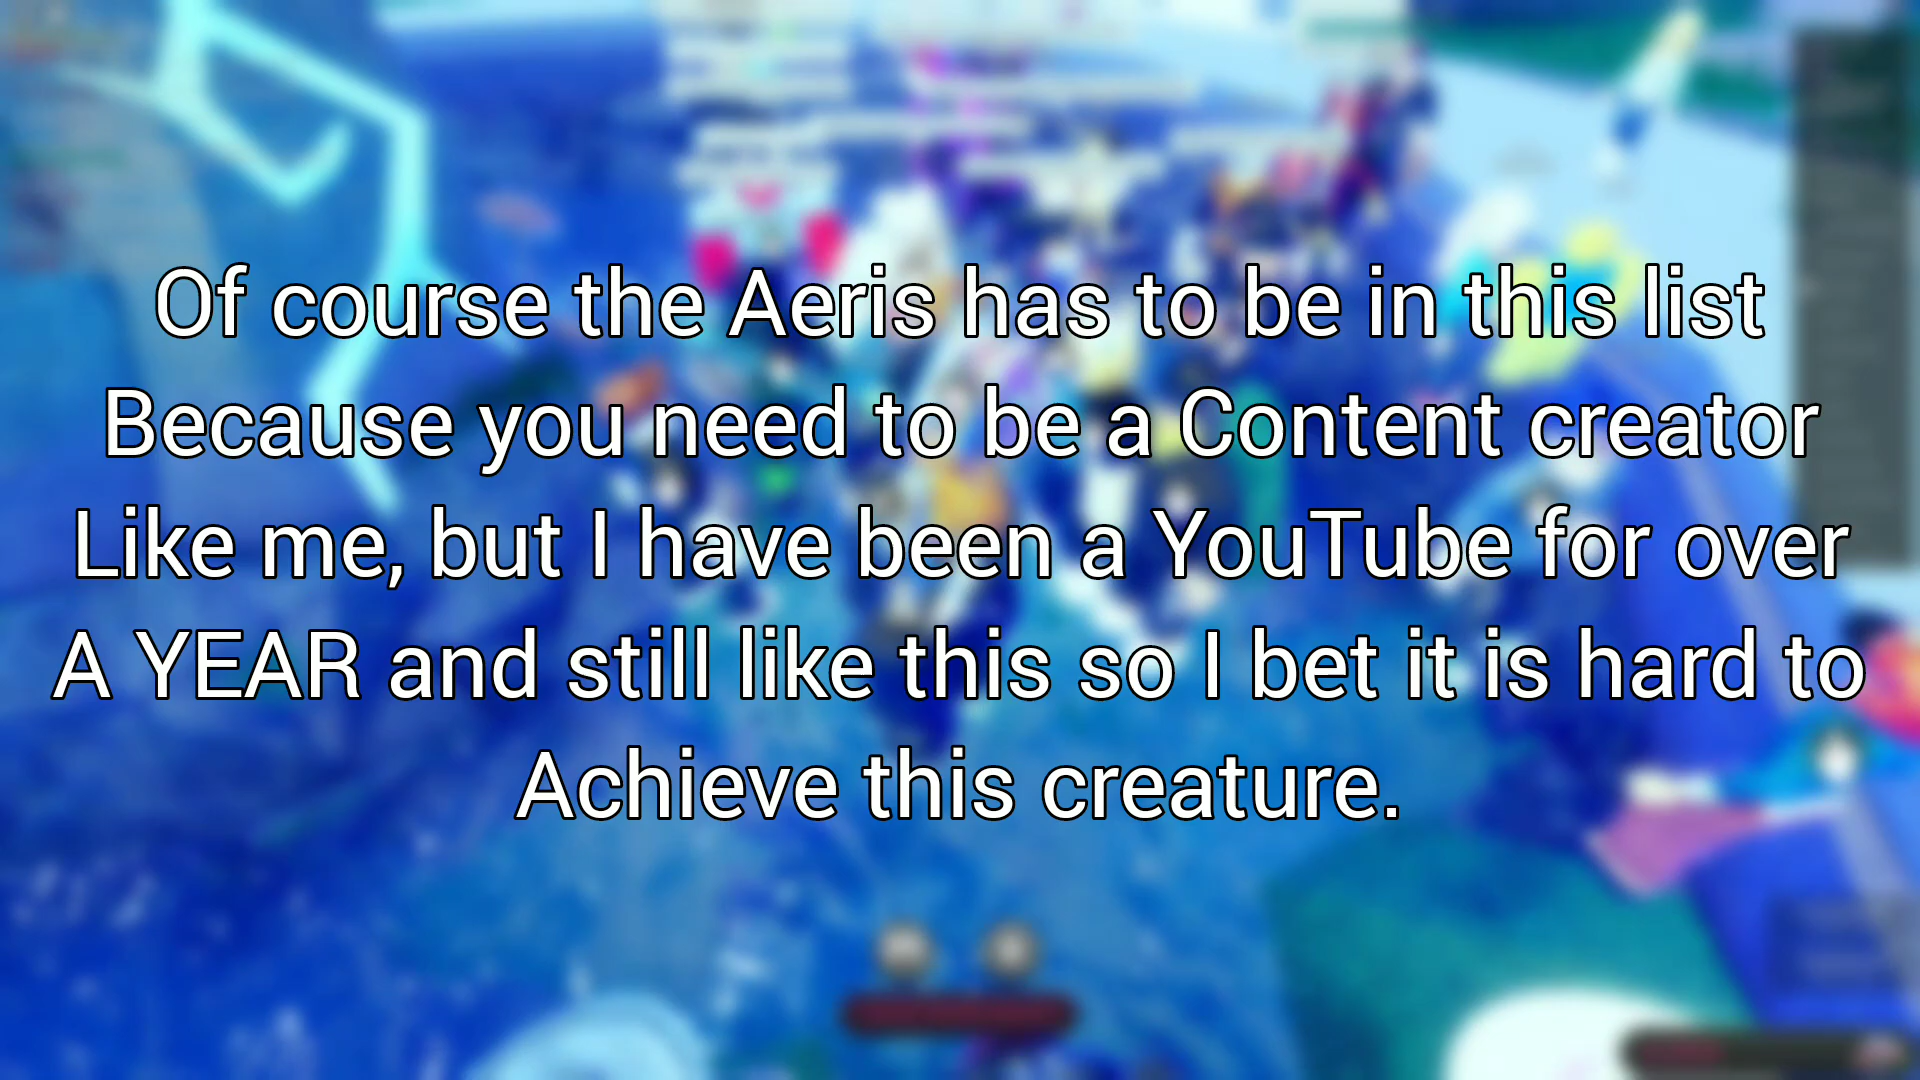 Of course the Aeris has to be in this list
Because you need to be a Content creator
Like me, but I have been a YouTube for over
A YEAR and still like this so I bet it is hard to
Achieve this creature.